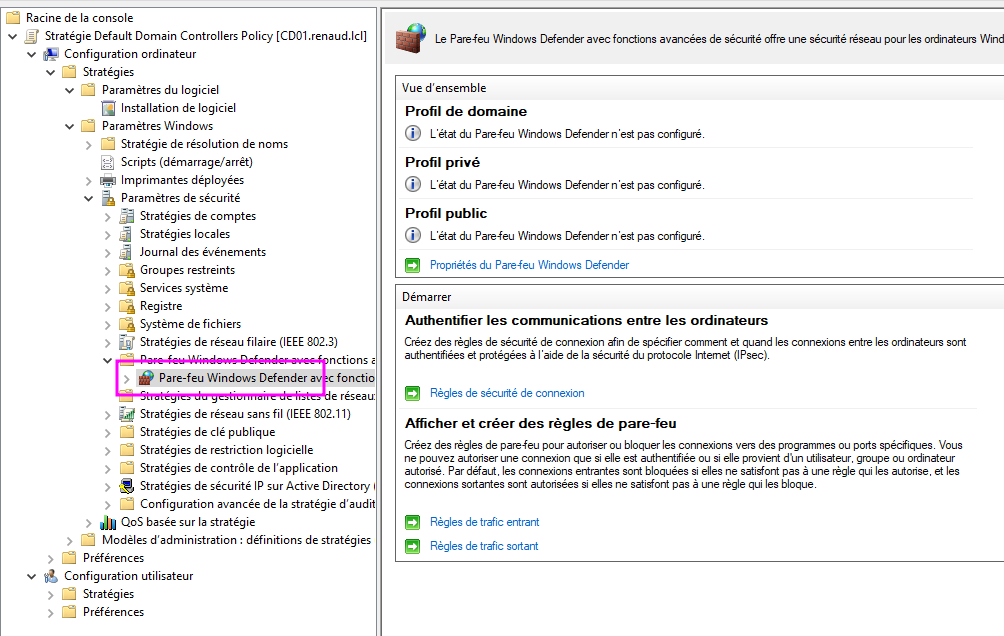 Racine de la console
Stratégie Default Domain Controllers Policy [CD01.renaud.lcl]
Configuration ordinateur
Stratégies
Paramètres du logiciel
Installation de logiciel
Paramètres Windows
Stratégie de résolution de noms
Scripts (démarrage/arrêt)
Imprimantes déployées
Paramètres de sécurité
Stratégies de comptes
Stratégies locales
Journal des événements
Groupes restreints
Services système
Registre
Système de fichiers
Stratégies de réseau filaire (IEEE 802.3)
Pare-feu Windows Defender avec fonctions a
Pare-feu Windows Defender avec fonctio
Stratégies du gestionnaire de listes de réseau
Stratégies de réseau sans fil (IEEE 802.11)
Stratégies de clé publique
Stratégies de restriction logicielle
Stratégies de contrôle de l'application
Stratégies de sécurité IP sur Active Directory (
Configuration avancée de la stratégie d'audit
QoS basée sur la stratégie
Modèles d'administration : définitions de stratégies
Préférences
Configuration utilisateur
Stratégies
Préférences
Le Pare-feu Windows Defender avec fonctions avancées de sécurité offre une sécurité réseau pour les ordinateurs Wind
Vue d'ensemble
Profil de domaine
L'état du Pare-feu Windows Defender n'est pas configuré.
Profil privé
L'état du Pare-feu Windows Defender n'est pas configuré.
Profil public
L'état du Pare-feu Windows Defender n'est pas configuré.
Propriétés du Pare-feu Windows Defender
Démarrer
Authentifier les communications entre les ordinateurs
Créez des règles de sécurité de connexion afin de spécifier comment et quand les connexions entre les ordinateurs sont
authentifiées et protégées à l'aide de la sécurité du protocole Internet (IPsec).
Règles de sécurité de connexion
Afficher et créer des règles de pare-feu
Créez des règles de pare-feu pour autoriser ou bloquer les connexions vers des programmes ou ports spécifiques. Vous
ne pouvez autoriser une connexion que si elle est authentifiée ou si elle provient d'un utilisateur, groupe ou ordinateur
autorisé. Par défaut, les connexions entrantes sont bloquées si elles ne satisfont pas à une règle qui les autorise, et les
connexions sortantes sont autorisées si elles ne satisfont pas à une règle qui les bloque.
Règles de trafic entrant
Règles de trafic sortant